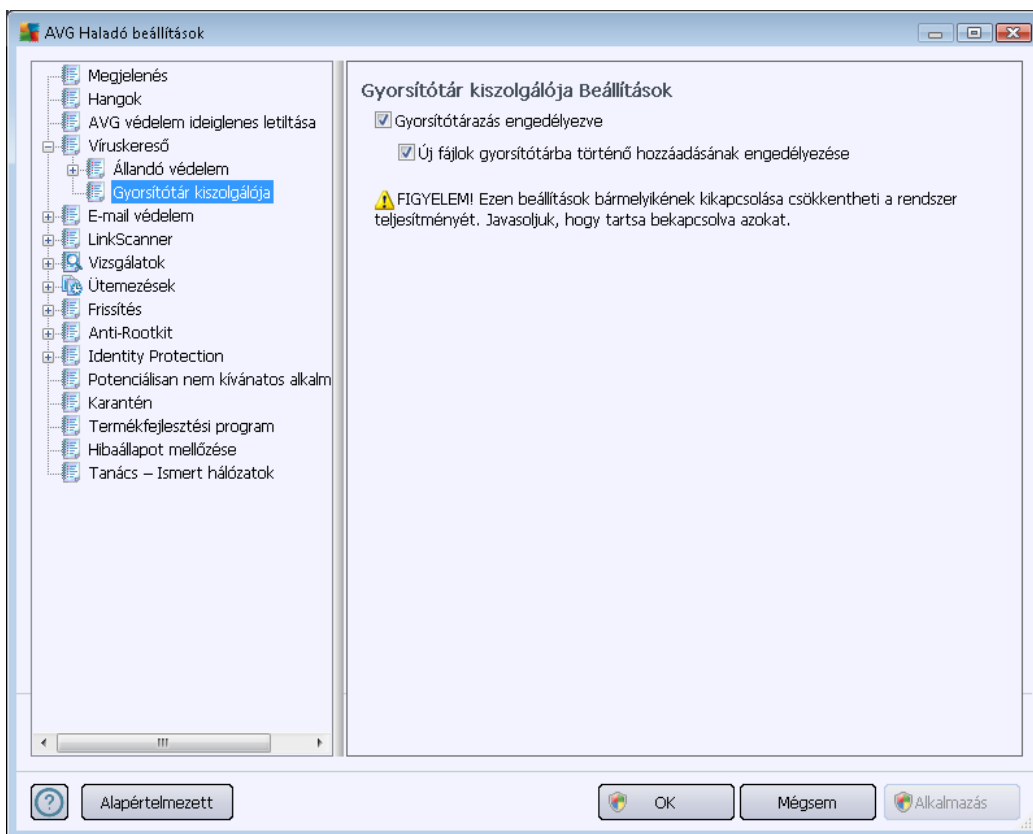 AVG Haladó beállítások
Megjelenés
Hangok
AVG védelem ideiglenes letiltása
Víruskereső
Állandó védelem
Gyorsítótár kiszolgálója
E-mail védelem
LinkScanner
Vizsgálatok
Ütemezések
Frissítés
Anti-Rootkit
Identity Protection
Potenciálisan nem kívánatos alkalm
Karantén
Termékfejlesztési program
Hibaállapot mellőzése
Tanács – Ismert hálózatok
Gyorsítótár kiszolgálója Beállítások
Gyorsítótárazás engedélyezve
Új fájlok gyorsítótárba történő hozzáadásának engedélyezése
FIGYELEM! Ezen beállítások bármelyikének kikapcsolása csökkentheti a rendszer
teljesítményét. Javasoljuk, hogy tartsa bekapcsolva azokat.
Alapértelmezett
OK
Mégsem
Alkalmazás